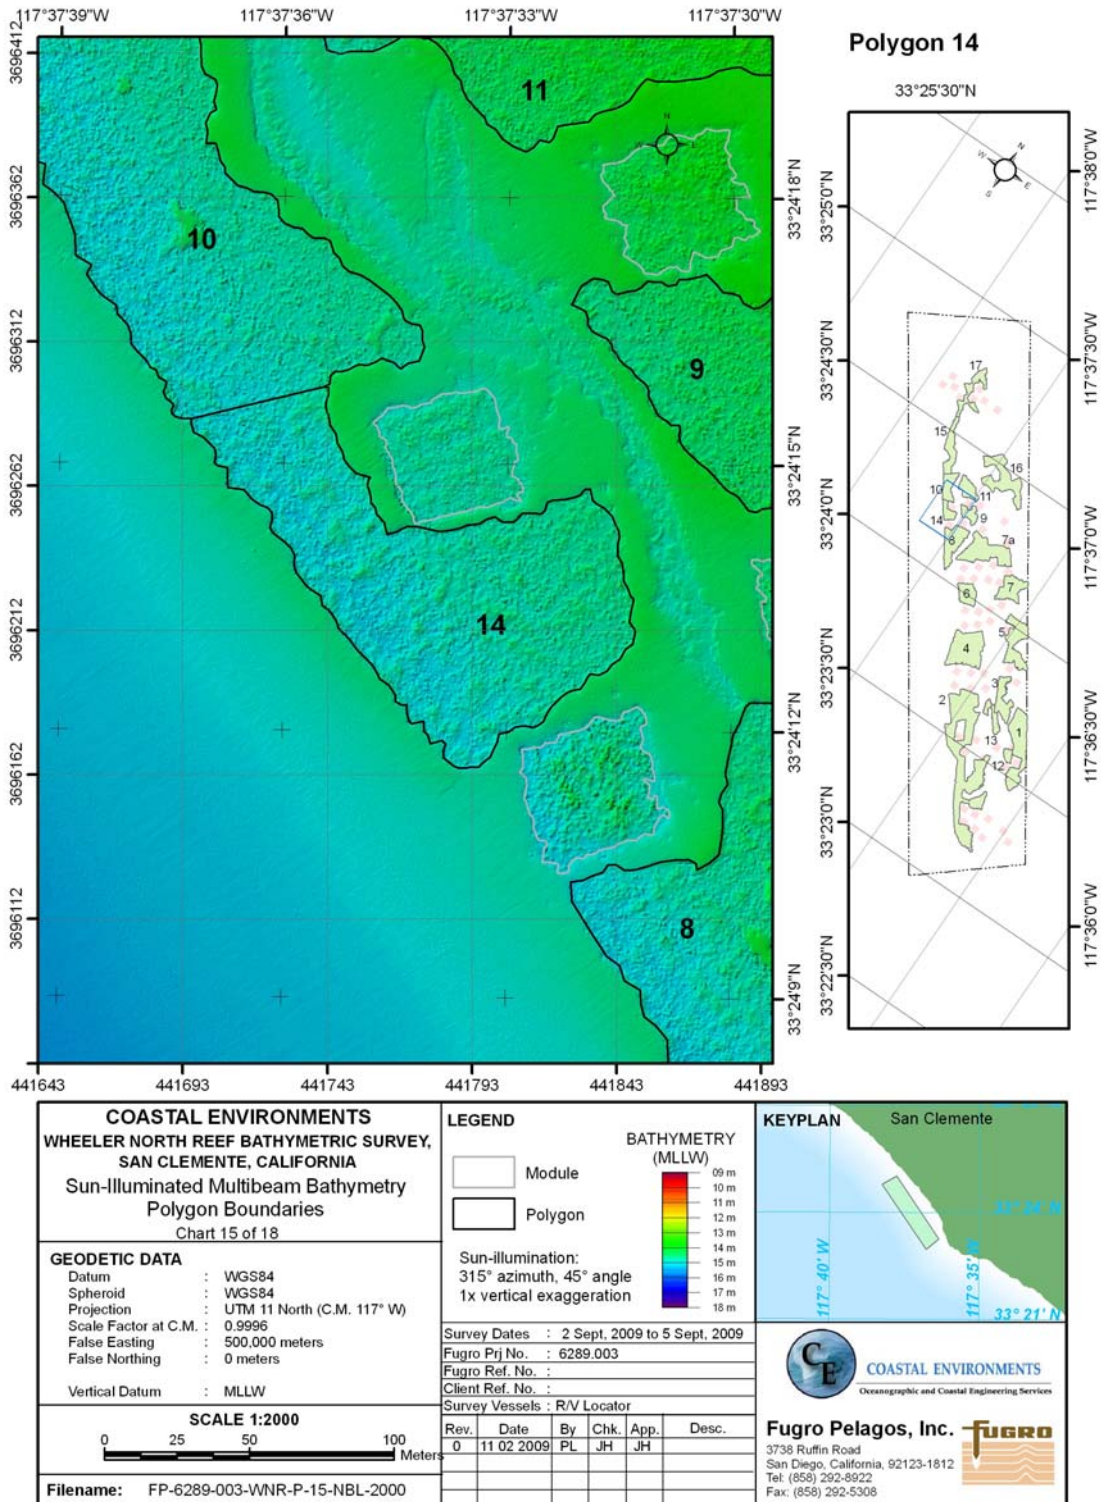 117°37'39"W
117°37'36"W
117°37'33"W
117°37'30"W
3696412
3696362
3696312
3696262
3696212
3696162
3696112
11
10
9
14
8
N
W
E
33°24'18"N
33°24'15"N
33°24'12"N
33°24'9"N
441643
441693
441743
441793
441843
441893
Polygon 14
33°25'30"N
N
W
E
S
33°25'0"N
33°24'30"N
33°24'0"N
33°23'30"N
33°23'0"N
33°22'30"N
117°38'0"W
117°37'30"W
117°37'0"W
117°36'30"W
117°36'0"W
17
15
16
10
11
14
9
8
7a
6
7
5
4
3
2
1
13
12
COASTAL ENVIRONMENTS
WHEELER NORTH REEF BATHYMETRIC SURVEY,
SAN CLEMENTE, CALIFORNIA
Sun-Illuminated Multibeam Bathymetry
Polygon Boundaries
Chart 15 of 18
GEODETIC DATA
Datum : WGS84
Spheroid : WGS84
Projection : UTM 11 North (C.M. 117° W)
Scale Factor at C.M. : 0.9996
False Easting : 500,000 meters
False Northing : 0 meters
Vertical Datum : MLLW
SCALE 1:2000
0 25 50 100
Meters
Filename: FP-6289-003-WNR-P-15-NBL-2000
LEGEND
Module
Polygon
BATHYMETRY
(MLLW)
09 m
10 m
11 m
12 m
13 m
14 m
15 m
16 m
17 m
18 m
Sun-illumination:
315° azimuth, 45° angle
1x vertical exaggeration
Survey Dates : 2 Sept, 2009 to 5 Sept, 2009
Fugro Prj No. : 6289.003
Fugro Ref. No. :
Client Ref. No. :
Survey Vessels : R/V Locator
Rev. Date By Chk. App. Desc.
0 11 02 2009 PL JH JH
KEYPLAN
San Clemente
33° 24' N
117° 40' W
117° 35' W
33° 21' N
CE
COASTAL ENVIRONMENTS
Oceanographic and Coastal Engineering Services
Fugro Pelagos, Inc.
3738 Ruffin Road
San Diego, California, 92123-1812
Tel: (858) 292-8922
Fax: (858) 292-5308
FUGRO